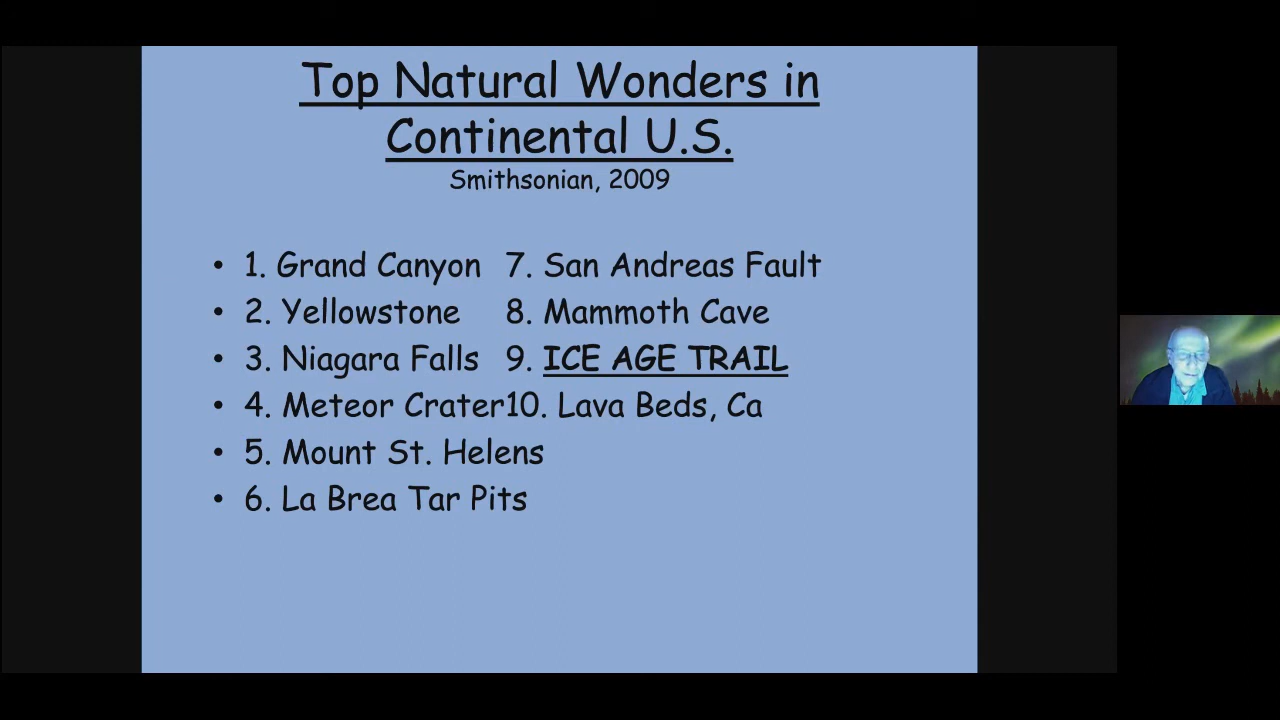 Top Natural Wonders in
Continental U.S.
Smithsonian, 2009
• 1. Grand Canyon 7. San Andreas Fault
• 2. Yellowstone 8. Mammoth Cave
• 3. Niagara Falls 9. ICE AGE TRAIL
• 4. Meteor Crater10. Lava Beds, Ca
• 5. Mount St. Helens
• 6. La Brea Tar Pits